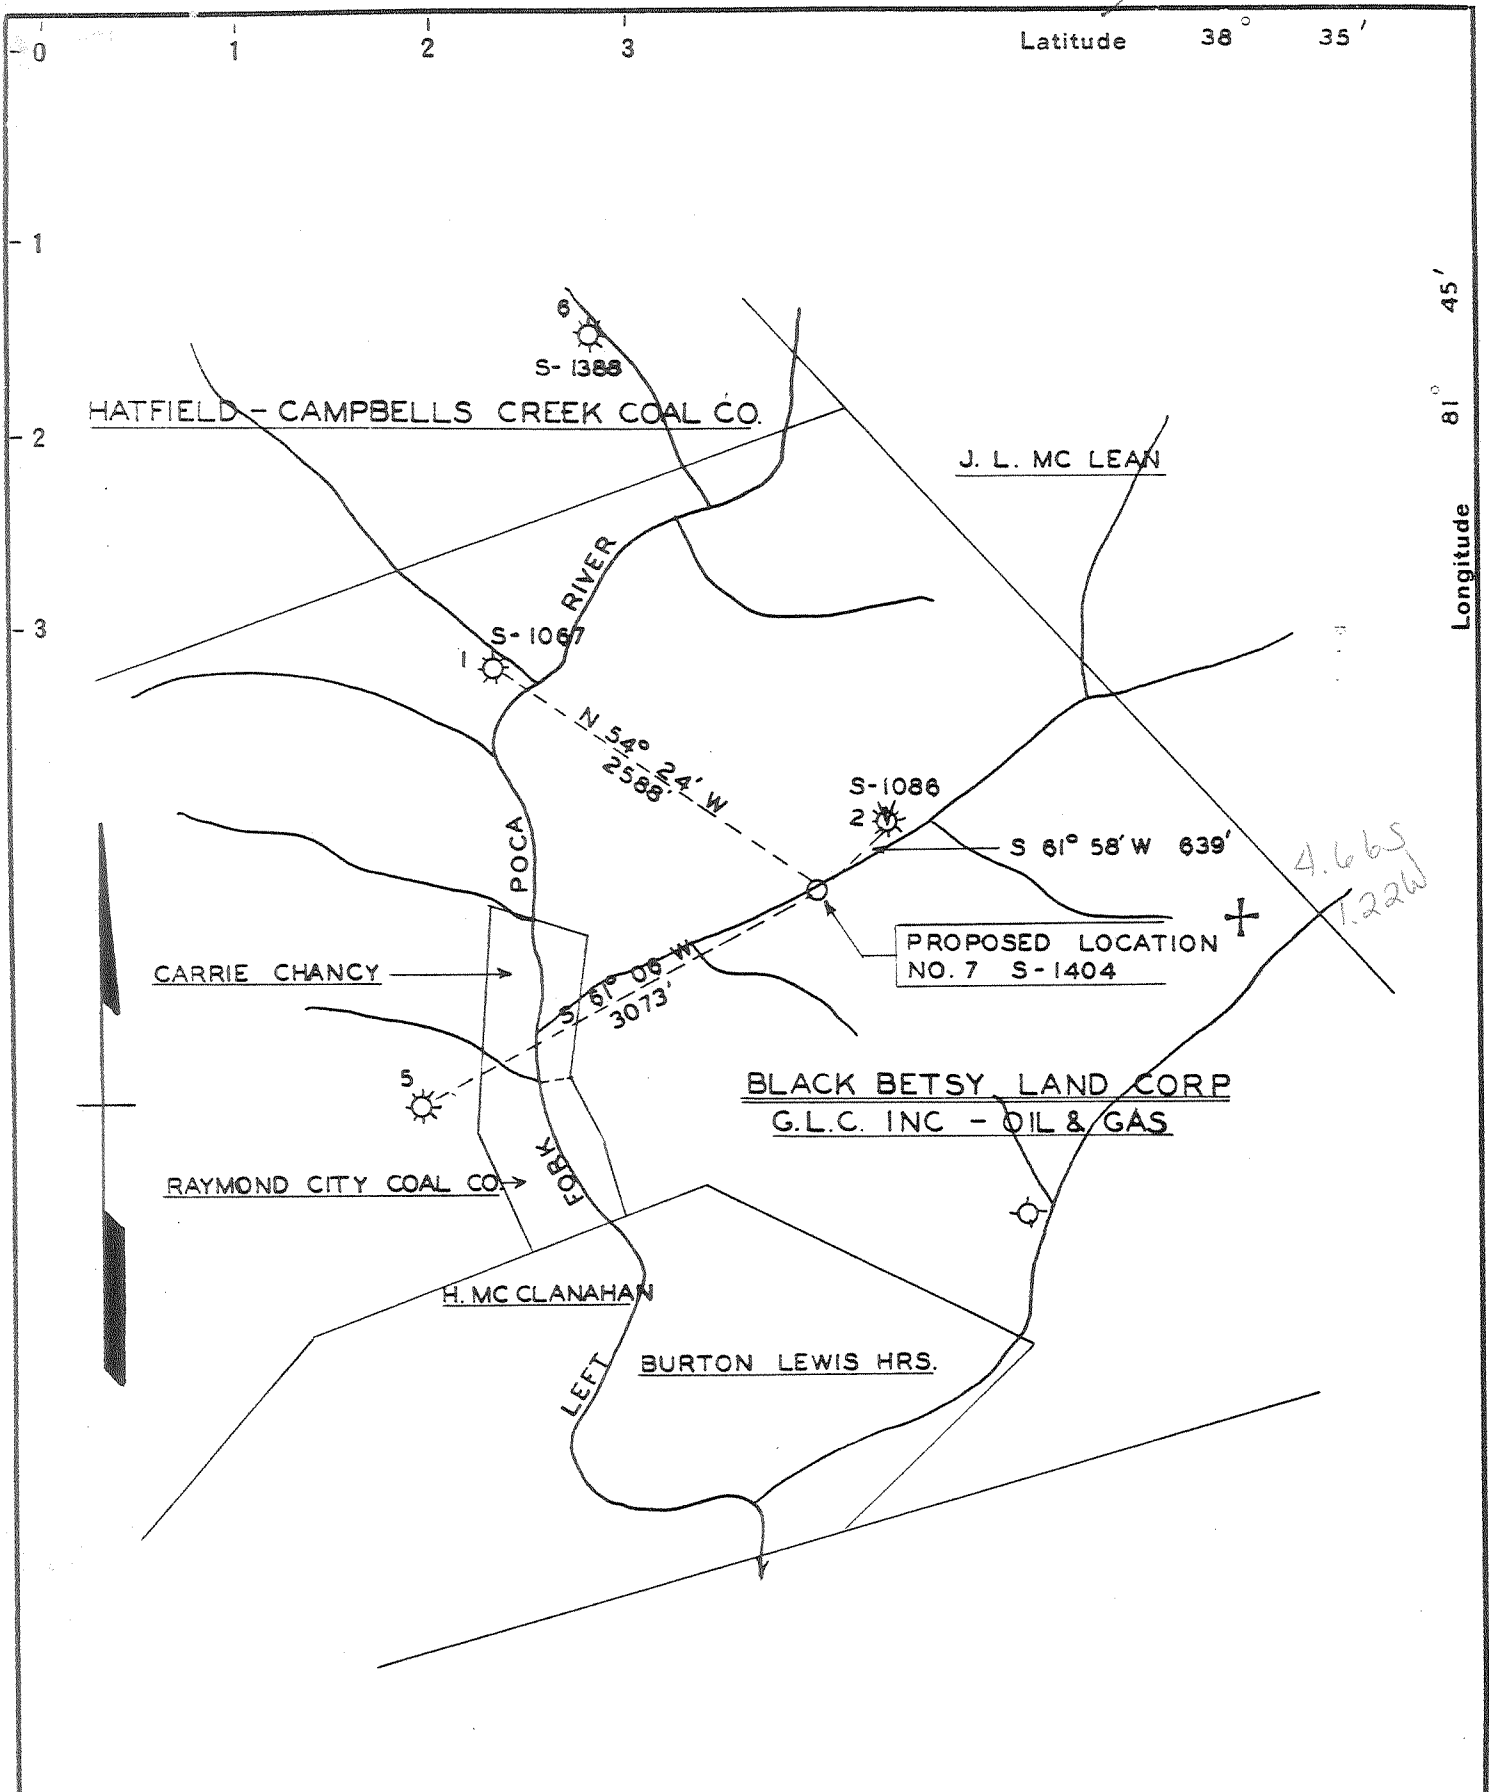 Latitude 38° 35'
0 1 2 3
1
2
3
Longitude 81° 45'
6
S-1388
HATFIELD - CAMPBELLS CREEK COAL CO.
J. L. MC LEAN
RIVER
S-1067
1
N 54° 24' W
2588'
S-1086
2
S 61° 58' W 639'
4.66S
1.22W
POCA
PROPOSED LOCATION
NO. 7 S-1404
CARRIE CHANCY
S 61° 06 W
3073'
5
BLACK BETSY LAND CORP
G.L.C. INC - OIL & GAS
RAYMOND CITY COAL CO.
FORK
H. MC CLANAHAN
BURTON LEWIS HRS.
LEFT